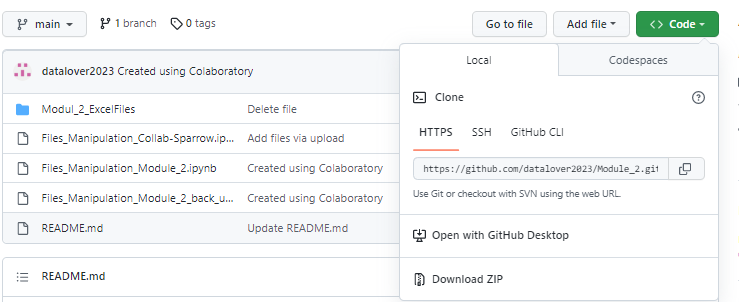 main 1 branch 0 tags Go to file Add file Code
datalover2023 Created using Colaboratory
Local Codespaces
Clone
Modul_2_ExcelFiles Delete file
HTTPS SSH GitHub CLI
Files_Manipulation_Collab-Sparrow.ip... Add files via upload
Files_Manipulation_Module_2.ipynb Created using Colaboratory
https://github.com/datalover2023/Module_2.git
Use Git or checkout with SVN using the web URL.
Files_Manipulation_Module_2_back_u... Created using Colaboratory
README.md Update README.md
Open with GitHub Desktop
README.md
Download ZIP